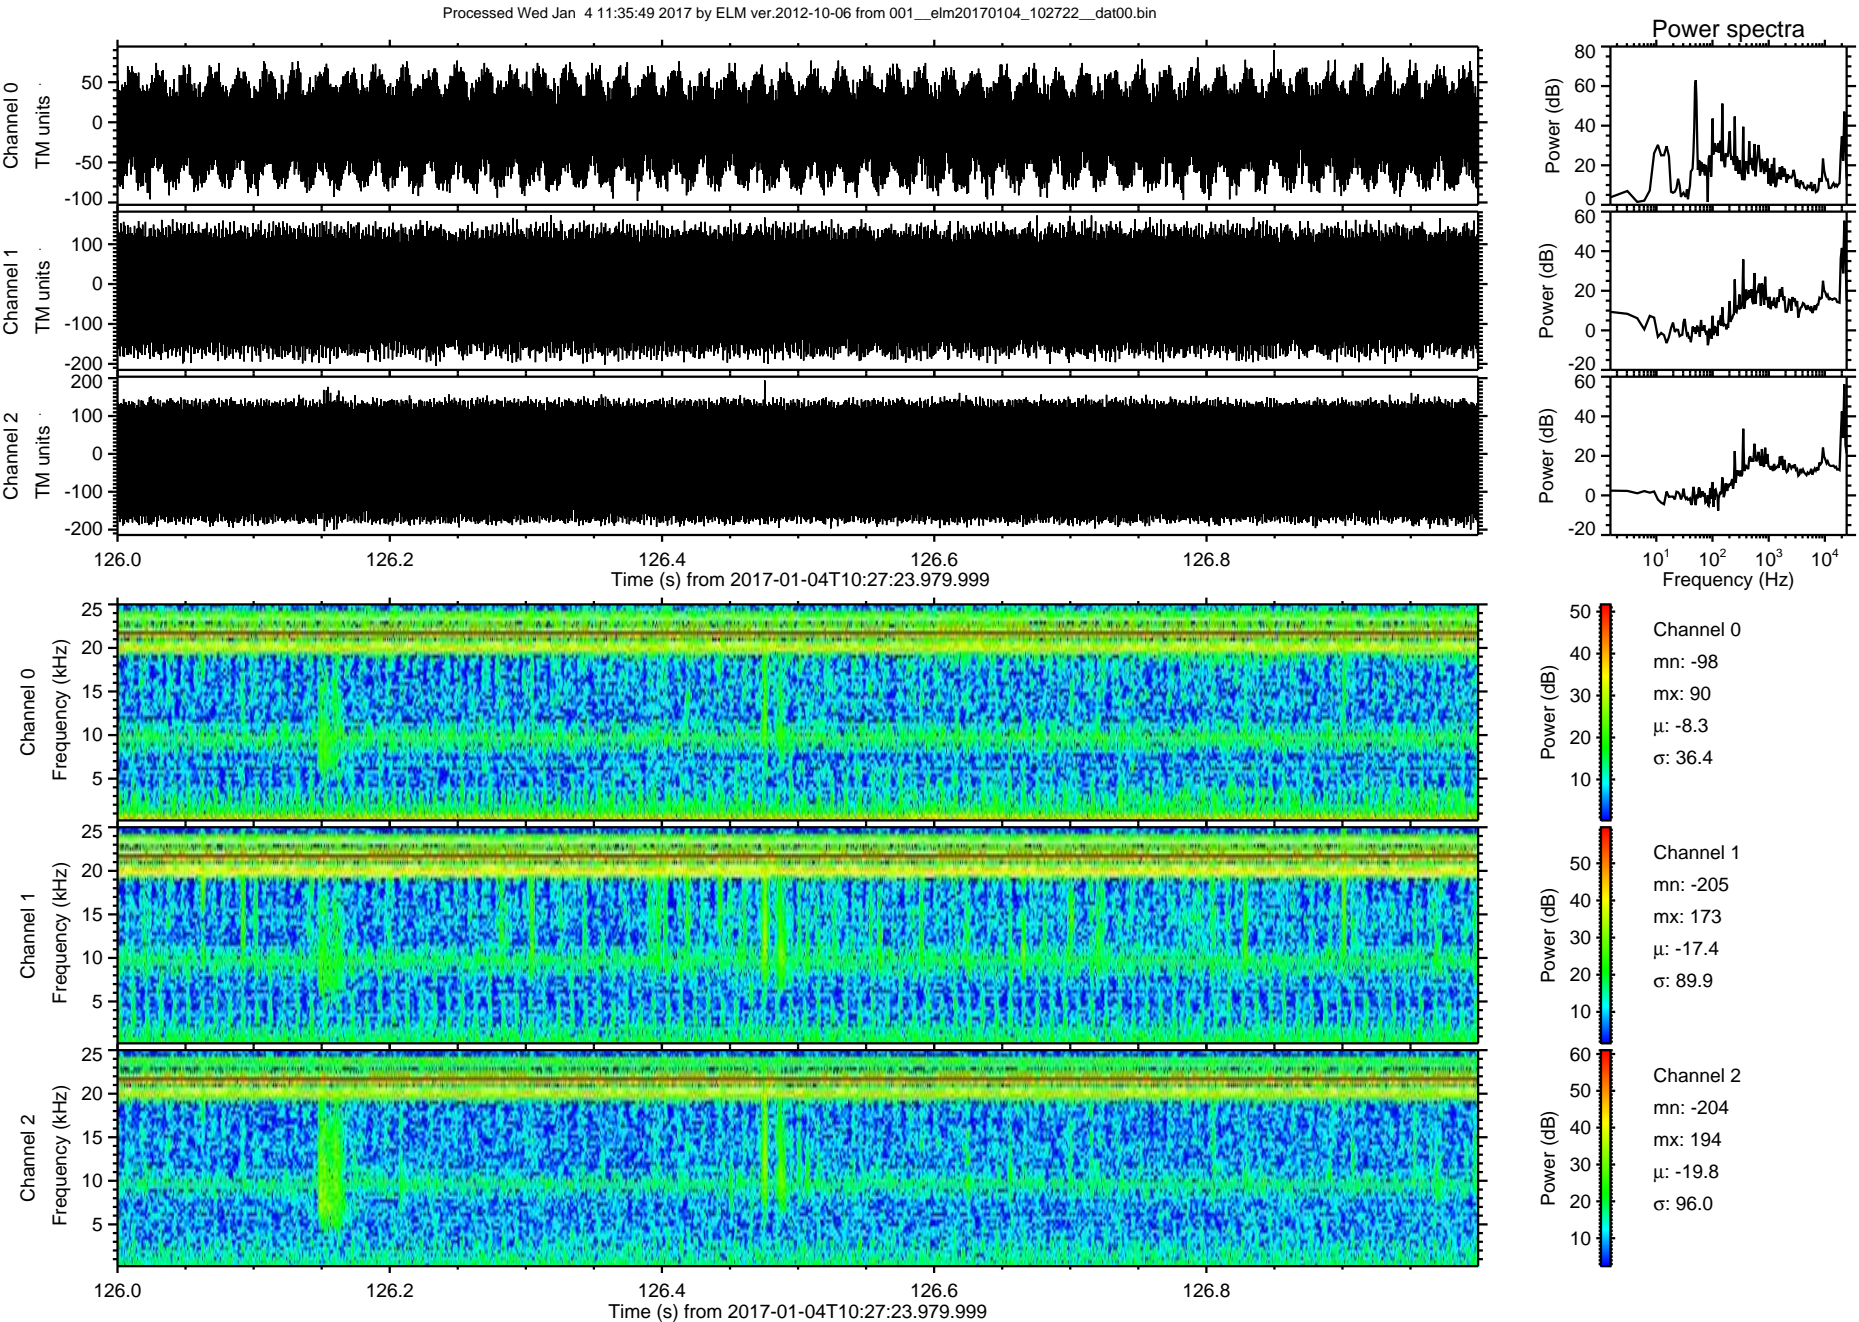 Processed Wed Jan  4 11:35:49 2017 by ELM ver.2012-10-06 from 001__elm20170104_102722__dat00.bin
Power spectra
Channel 0
TM units
50
0
-50
-100
Power (dB)
80
60
40
20
0
Channel 1
TM units
100
0
-100
-200
Power (dB)
60
40
20
0
-20
Channel 2
TM units
200
100
0
-100
-200
Power (dB)
60
40
20
0
-20
126.0 126.2 126.4 126.6 126.8
Time (s) from 2017-01-04T10:27:23.979.999
10¹ 10² 10³ 10⁴
Frequency (Hz)
Channel 0
Frequency (kHz)
25
20
15
10
5
Power (dB)
50
40
30
20
10
Channel 0
mn: -98
mx: 90
μ: -8.3
σ: 36.4
Channel 1
Frequency (kHz)
25
20
15
10
5
Power (dB)
50
40
30
20
10
Channel 1
mn: -205
mx: 173
μ: -17.4
σ: 89.9
Channel 2
Frequency (kHz)
25
20
15
10
5
Power (dB)
60
50
40
30
20
10
Channel 2
mn: -204
mx: 194
μ: -19.8
σ: 96.0
126.0 126.2 126.4 126.6 126.8
Time (s) from 2017-01-04T10:27:23.979.999